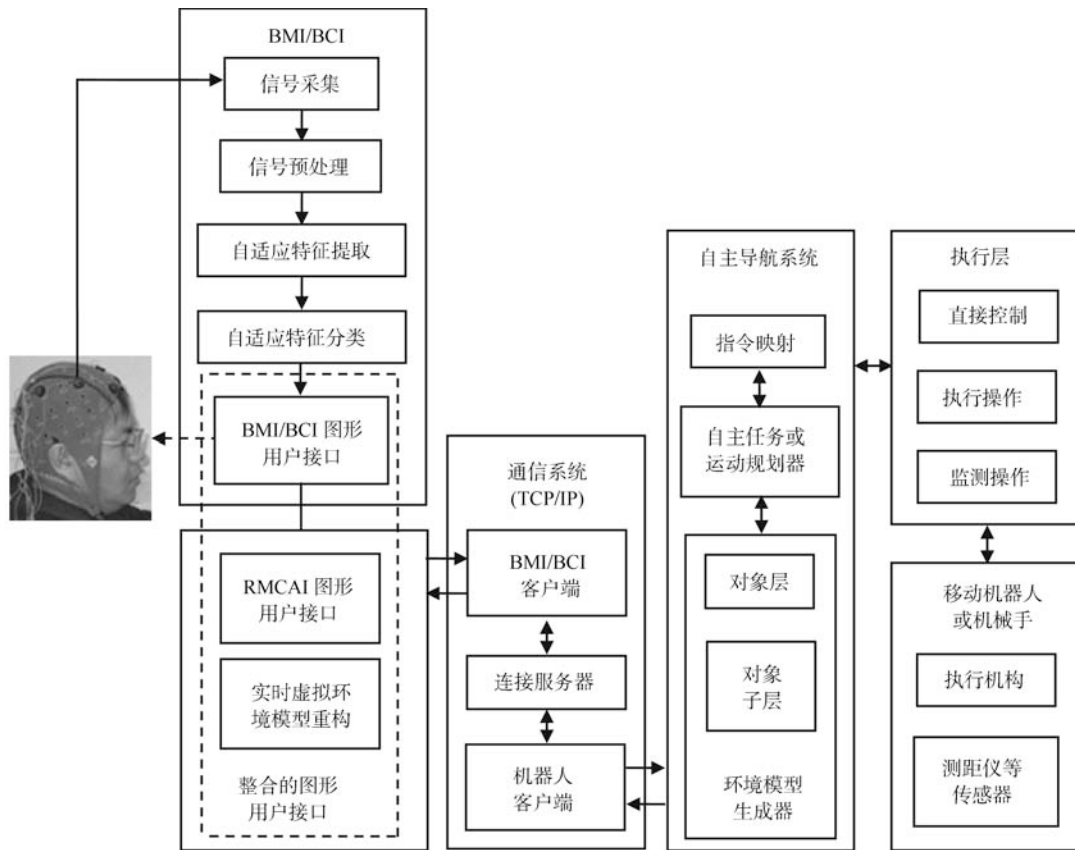 BMI/BCI
信号采集
信号预处理
自适应特征提取
自适应特征分类
BMI/BCI 图形
用户接口
RMCAI 图形
用户接口
实时虚拟环
境模型重构
整合的图形
用户接口
通信系统
(TCP/IP)
BMI/BCI
客户端
连接服务器
机器人
客户端
自主导航系统
指令映射
自主任务或
运动规划器
对象层
对象
子层
环境模型
生成器
执行层
直接控制
执行操作
监测操作
移动机器人
或机械手
执行机构
测距仪等
传感器